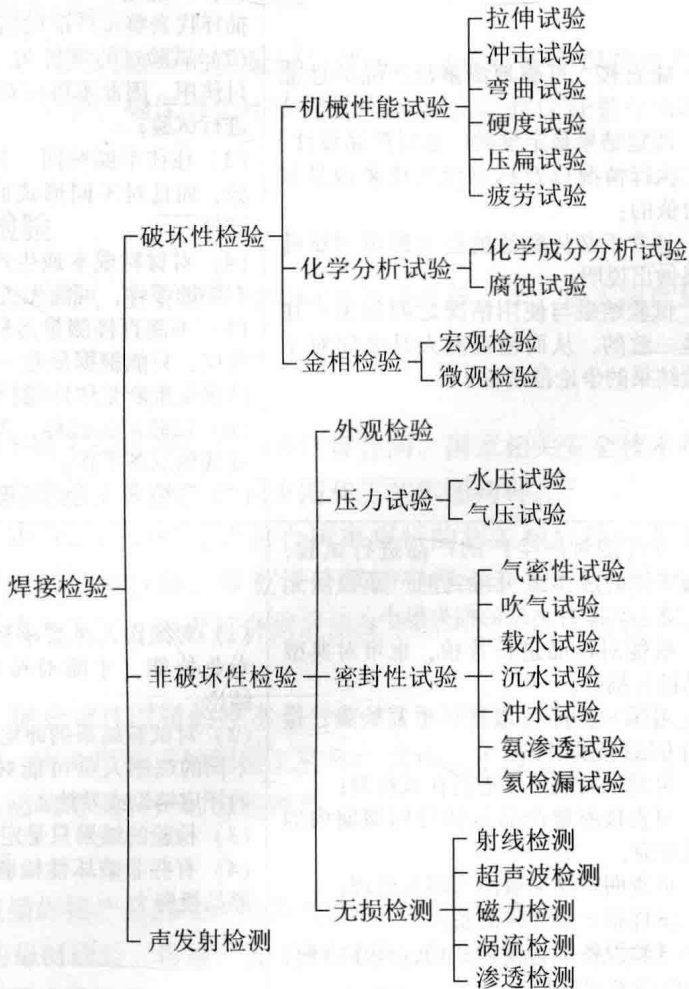 拉伸试验
冲击试验
弯曲试验
机械性能试验
硬度试验
压扁试验
疲劳试验
破坏性检验
化学分析试验
化学成分分析试验
腐蚀试验
金相检验
宏观检验
微观检验
外观检验
压力试验
水压试验
气压试验
焊接检验
气密性试验
吹气试验
载水试验
非破坏性检验
密封性试验
沉水试验
冲水试验
氨渗透试验
氦检漏试验
射线检测
超声波检测
无损检测
磁力检测
声发射检测
涡流检测
渗透检测